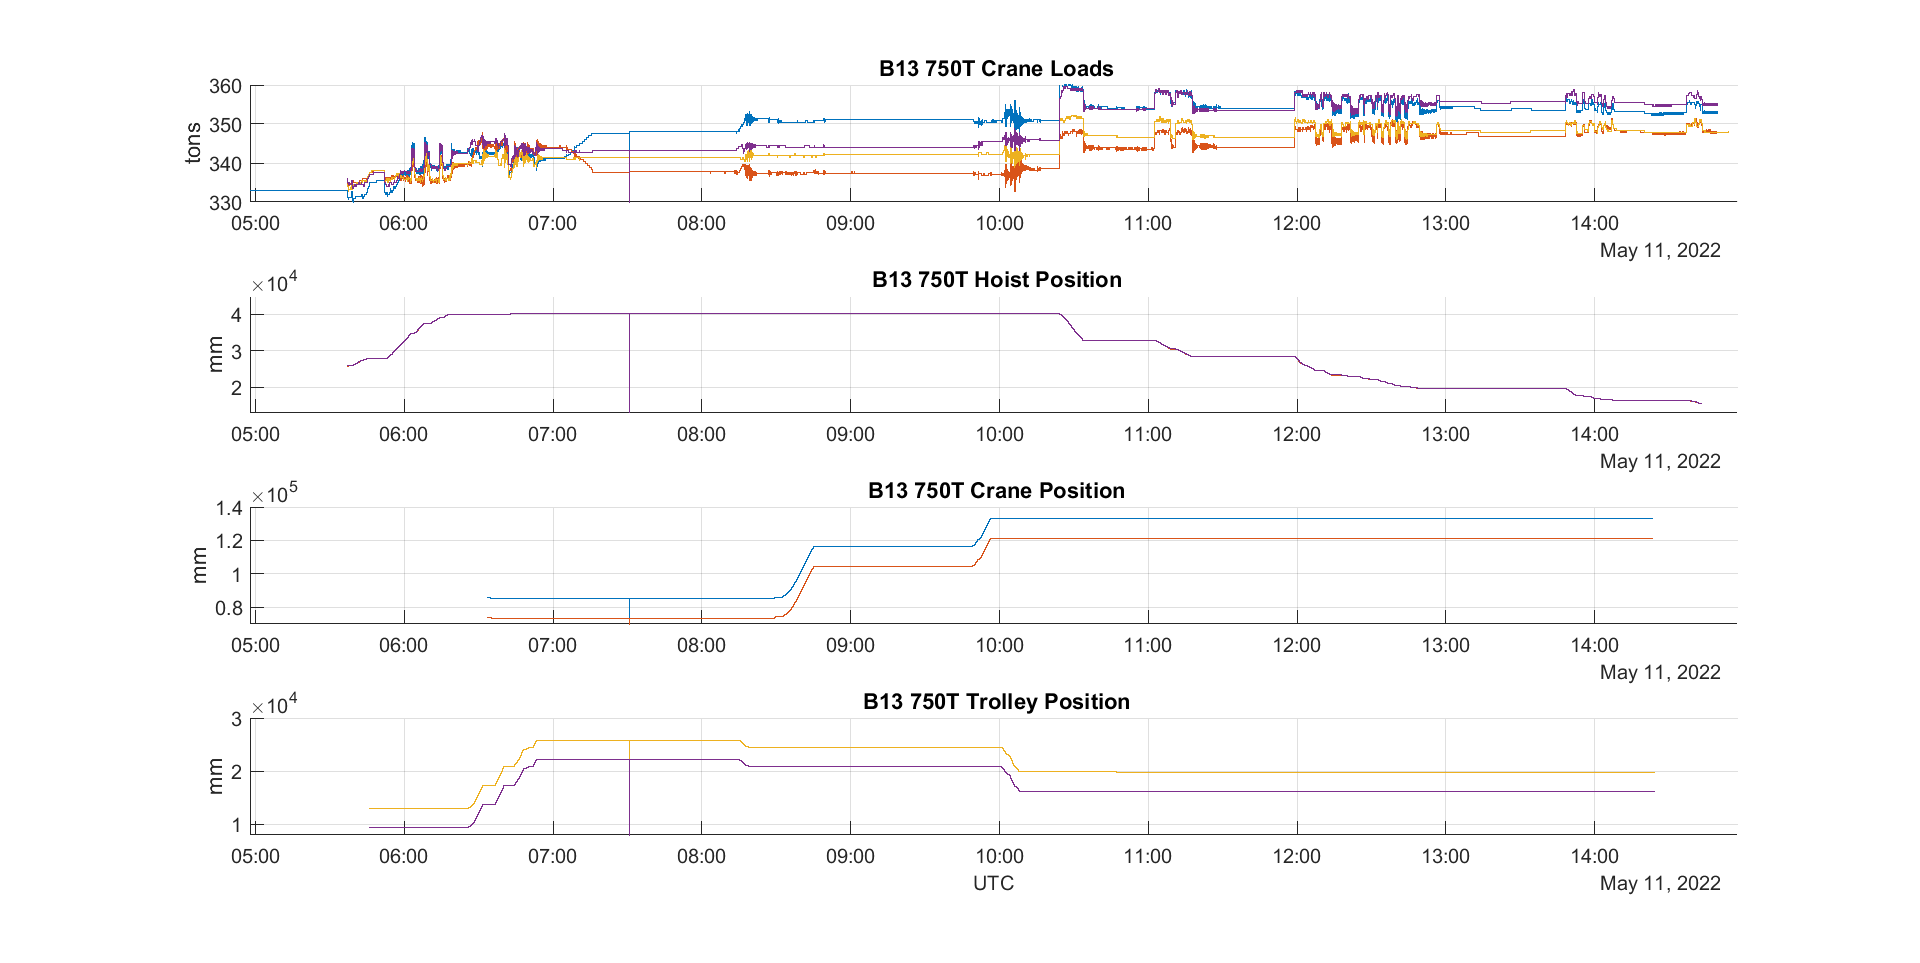 B13 750T Crane Loads
360
350
340
330
tons
05:00 06:00 07:00 08:00 09:00 10:00 11:00 12:00 13:00 14:00
May 11, 2022
B13 750T Hoist Position
×10⁴
4
3
2
mm
05:00 06:00 07:00 08:00 09:00 10:00 11:00 12:00 13:00 14:00
May 11, 2022
B13 750T Crane Position
×10⁵
1.4
1.2
1
0.8
mm
05:00 06:00 07:00 08:00 09:00 10:00 11:00 12:00 13:00 14:00
May 11, 2022
B13 750T Trolley Position
×10⁴
3
2
1
mm
05:00 06:00 07:00 08:00 09:00 10:00 11:00 12:00 13:00 14:00
UTC
May 11, 2022